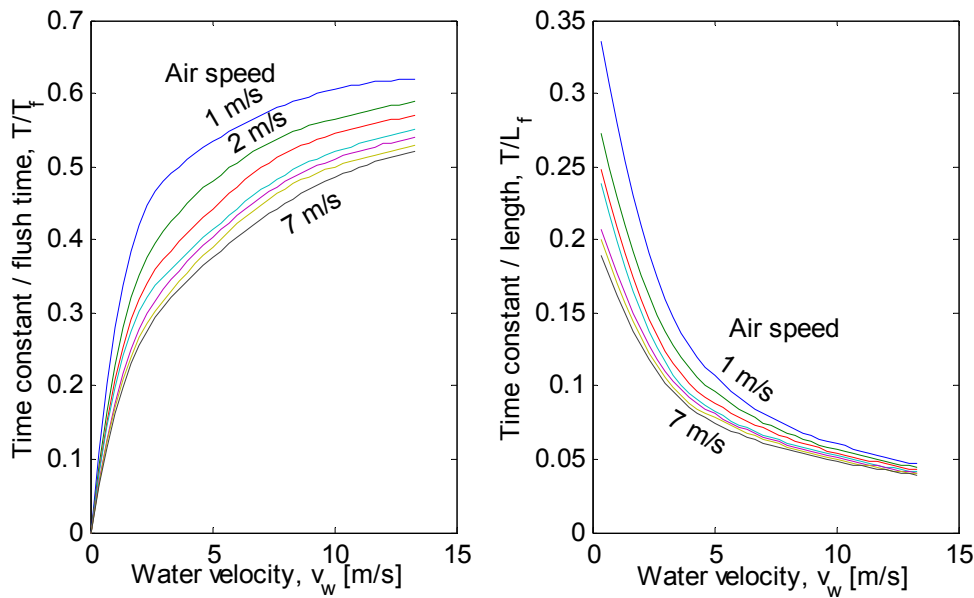 Time constant / flush time, T/T_f
0.7
0.6
0.5
0.4
0.3
0.2
0.1
0
Air speed
1 m/s
2 m/s
7 m/s
0
5
10
15
Water velocity, v_w [m/s]
Time constant / length, T/L_f
0.35
0.3
0.25
0.2
0.15
0.1
0.05
0
Air speed
1 m/s
7 m/s
0
5
10
15
Water velocity, v_w [m/s]